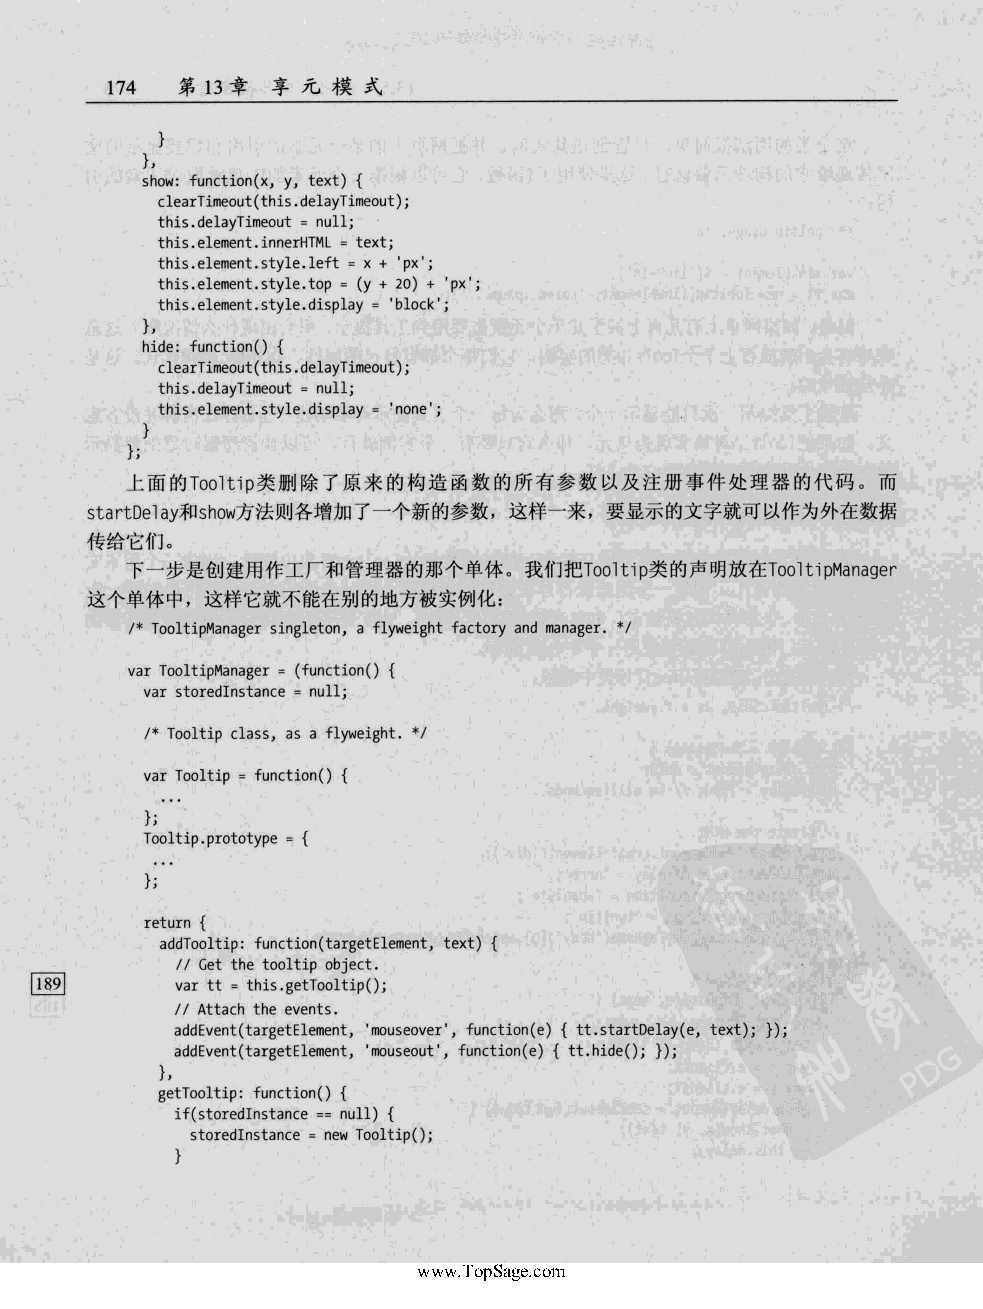 174 第13章 享元模式
}
},
show: function(x, y, text) {
clearTimeout(this.delayTimeout);
this.delayTimeout = null;
this.element.innerHTML = text;
this.element.style.left = x + 'px';
this.element.style.top = (y + 20) + 'px';
this.element.style.display = 'block';
},
hide: function() {
clearTimeout(this.delayTimeout);
this.delayTimeout = null;
this.element.style.display = 'none';
}
};
上面的Tooltip类删除了原来的构造函数的所有参数以及注册事件处理器的代码。而
startDelay和show方法则各增加了一个新的参数，这样一来，要显示的文字就可以作为外在数据
传给它们。
下一步是创建用作工厂和管理器的那个单体。我们把Tooltip类的声明放在TooltipManager
这个单体中，这样它就不能在别的地方被实例化：
/* TooltipManager singleton, a flyweight factory and manager. */
var TooltipManager = (function() {
var storedInstance = null;
/* Tooltip class, as a flyweight. */
var Tooltip = function() {
...
};
Tooltip.prototype = {
...
};
return {
addTooltip: function(targetElement, text) {
// Get the tooltip object.
189
var tt = this.getTooltip();
// Attach the events.
addEvent(targetElement, 'mouseover', function(e) { tt.startDelay(e, text); });
addEvent(targetElement, 'mouseout', function(e) { tt.hide(); });
},
getTooltip: function() {
if(storedInstance == null) {
storedInstance = new Tooltip();
}
PDG
www.TopSage.com